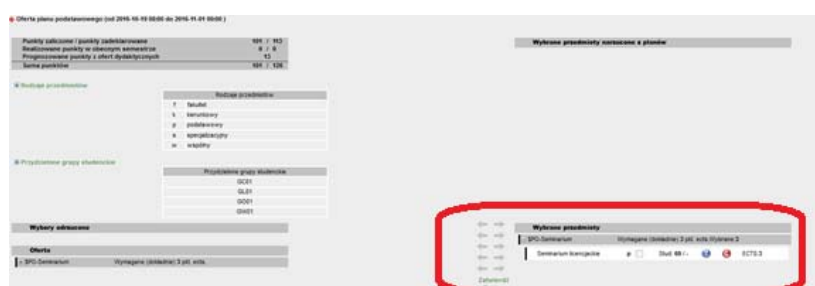 Oferta planu podstawowego (od 2016-10-19 00:00 do 2016-11-01 00:00 )
Punkty zaliczone / punkty zadeklarowane 101 / 113
Realizowane punkty w obecnym semestrze 0 / 0
Prognozowane punkty z ofert dydaktycznych 13
Suma punktów 101 / 126
Wybrane przedmioty narzucone z planów
Rodzaje przedmiotów
Rodzaje przedmiotów
f fakultet
k kierunkowy
p podstawowy
s specjalizacyjny
w wspólny
Przydzielone grupy studenckie
Przydzielone grupy studenckie
GC01
GL01
GO01
GW01
Wybory odrzucone
Oferta
SPO-Seminarium Wymagane (dokładnie) 3 pkt. ects.
Wybrane przedmioty
SPO-Seminarium Wymagane (dokładnie) 3 pkt. ects.Wybrane:3
Seminarium licencjackie p Stud: 69 / - ECTS:3
Zatwierdź